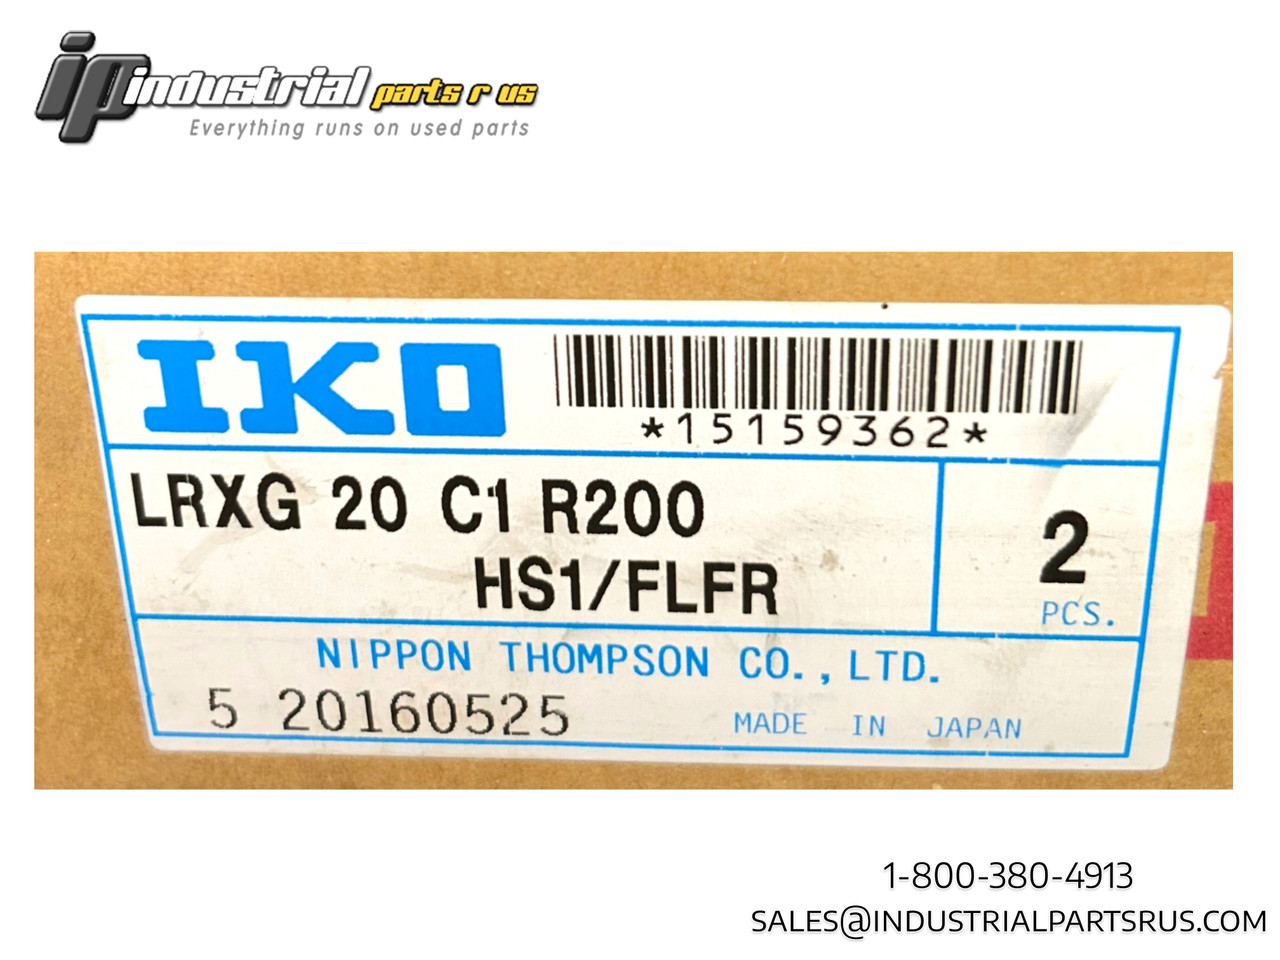 ip industrial parts r us
Everything runs on used parts
IKO
*15159362*
LRXG 20 C1 R200
HS1/FLFR
2
PCS.
NIPPON THOMPSON CO.,LTD.
5 20160525
MADE IN JAPAN
1-800-380-4913
SALES@INDUSTRIALPARTSRUS.COM